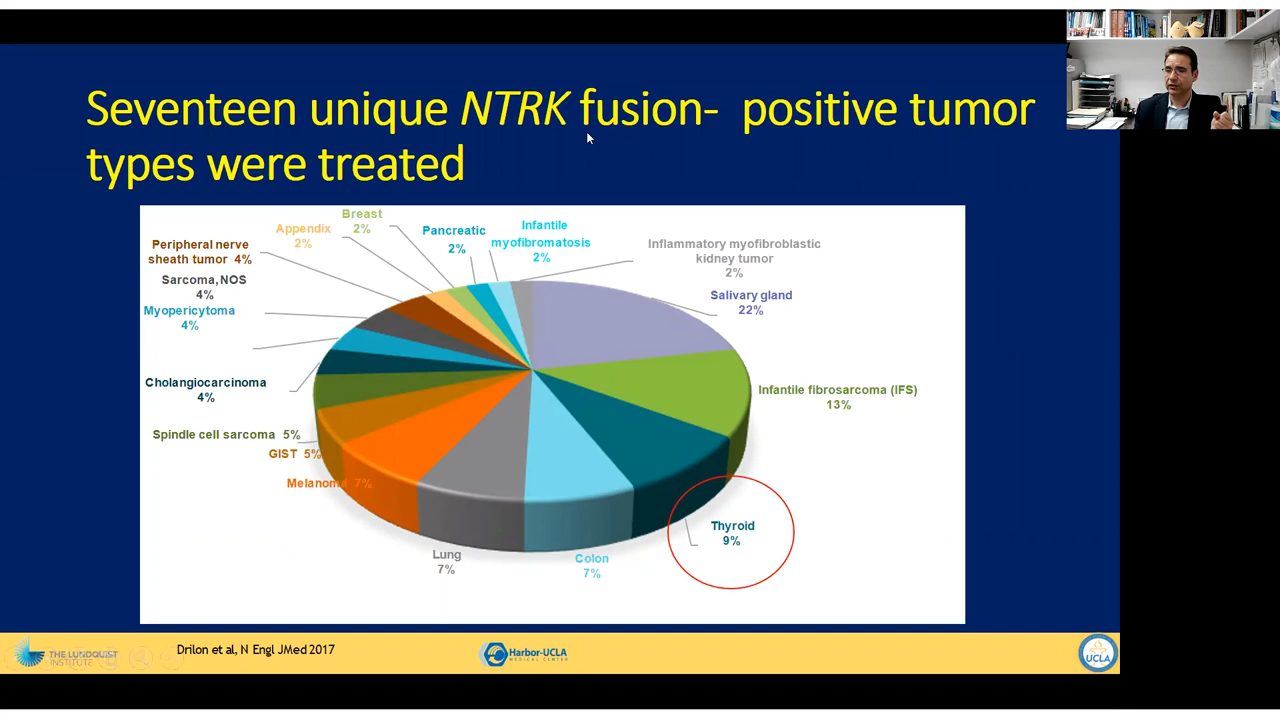 Seventeen unique NTRK fusion- positive tumor
types were treated
Breast
2%
Appendix
2%
Pancreatic
2%
Infantile
myofibromatosis
2%
Inflammatory myofibroblastic
kidney tumor
2%
Peripheral nerve
sheath tumor 4%
Sarcoma, NOS
4%
Myopericytoma
4%
Salivary gland
22%
Cholangiocarcinoma
4%
Infantile fibrosarcoma (IFS)
13%
Spindle cell sarcoma 5%
GIST 5%
Melanoma 7%
Thyroid
9%
Lung
7%
Colon
7%
THE LUNDQUIST
INSTITUTE
Drilon et al, N Engl JMed 2017
Harbor-UCLA
MEDICAL CENTER
UCLA